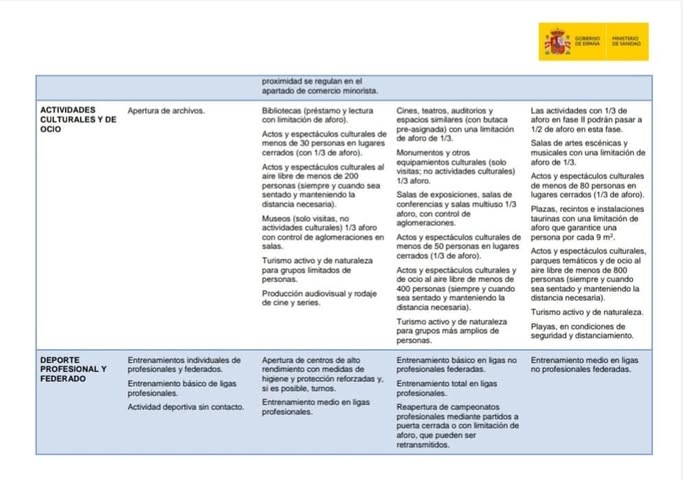 GOBIERNO
DE ESPAÑA
MINISTERIO
DE SANIDAD
proximidad se regulan en el
apartado de comercio minorista.
ACTIVIDADES
CULTURALES Y DE
OCIO
Apertura de archivos.
Bibliotecas (préstamo y lectura
con limitación de aforo).
Actos y espectáculos culturales de
menos de 30 personas en lugares
cerrados (con 1/3 de aforo).
Actos y espectáculos culturales al
aire libre de menos de 200
personas (siempre y cuando sea
sentado y manteniendo la
distancia necesaria).
Museos (solo visitas, no
actividades culturales) 1/3 aforo
con control de aglomeraciones en
salas.
Turismo activo y de naturaleza
para grupos limitados de
personas.
Producción audiovisual y rodaje
de cine y series.
Cines, teatros, auditorios y
espacios similares (con butaca
pre-asignada) con una limitación
de aforo de 1/3.
Monumentos y otros
equipamientos culturales (solo
visitas; no actividades culturales)
1/3 aforo.
Salas de exposiciones, salas de
conferencias y salas multiuso 1/3
aforo, con control de
aglomeraciones.
Actos y espectáculos culturales de
menos de 50 personas en lugares
cerrados (1/3 de aforo).
Actos y espectáculos culturales y
de ocio al aire libre de menos de
400 personas (siempre y cuando
sea sentado y manteniendo la
distancia necesaria).
Turismo activo y de naturaleza
para grupos más amplios de
personas.
Las actividades con 1/3 de
aforo en fase II podrán pasar a
1/2 de aforo en esta fase.
Salas de artes escénicas y
musicales con una limitación de
aforo de 1/3.
Actos y espectáculos culturales
de menos de 80 personas en
lugares cerrados (1/3 de aforo).
Plazas, recintos e instalaciones
taurinas con una limitación de
aforo que garantice una
persona por cada 9 m².
Actos y espectáculos culturales,
parques temáticos y de ocio al
aire libre de menos de 800
personas (siempre y cuando
sea sentado y manteniendo la
distancia necesaria).
Turismo activo y de naturaleza.
Playas, en condiciones de
seguridad y distanciamiento.
DEPORTE
PROFESIONAL Y
FEDERADO
Entrenamientos individuales de
profesionales y federados.
Entrenamiento básico de ligas
profesionales.
Actividad deportiva sin contacto.
Apertura de centros de alto
rendimiento con medidas de
higiene y protección reforzadas y,
si es posible, turnos.
Entrenamiento medio en ligas
profesionales.
Entrenamiento básico en ligas no
profesionales federadas.
Entrenamiento total en ligas
profesionales.
Reapertura de campeonatos
profesionales mediante partidos a
puerta cerrada o con limitación de
aforo, que pueden ser
retransmitidos.
Entrenamiento medio en ligas
no profesionales federadas.